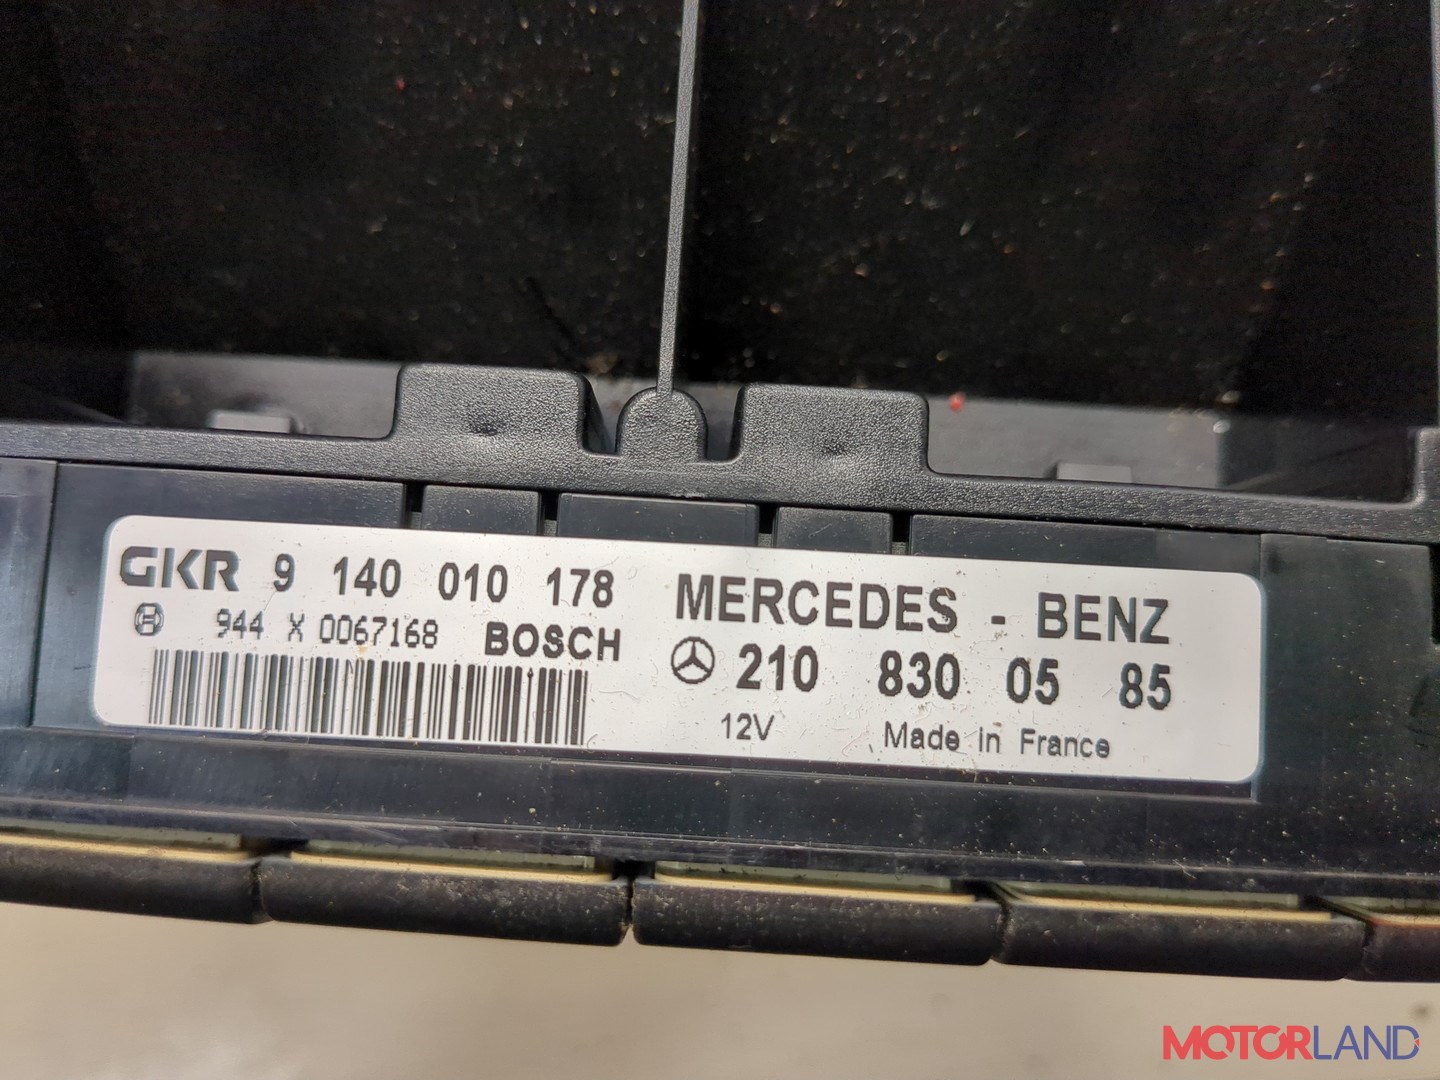 GKR 9 140 010 178
944 X 0067168 BOSCH
MERCEDES - BENZ
210 830 05 85
12V Made in France
MOTORLAND